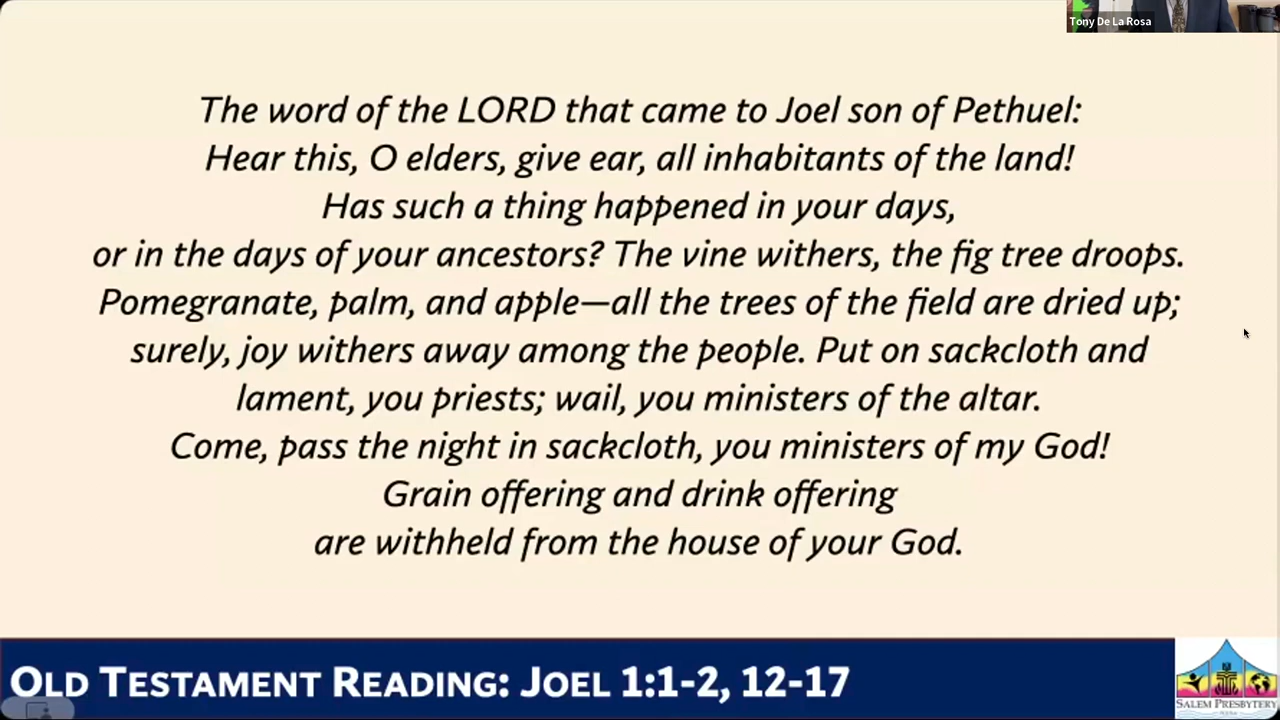 Tony De La Rosa
The word of the LORD that came to Joel son of Pethuel:
Hear this, O elders, give ear, all inhabitants of the land!
Has such a thing happened in your days,
or in the days of your ancestors? The vine withers, the fig tree droops.
Pomegranate, palm, and apple—all the trees of the field are dried up;
surely, joy withers away among the people. Put on sackcloth and
lament, you priests; wail, you ministers of the altar.
Come, pass the night in sackcloth, you ministers of my God!
Grain offering and drink offering
are withheld from the house of your God.
OLD TESTAMENT READING: JOEL 1:1-2, 12-17
SALEM PRESBYTERY